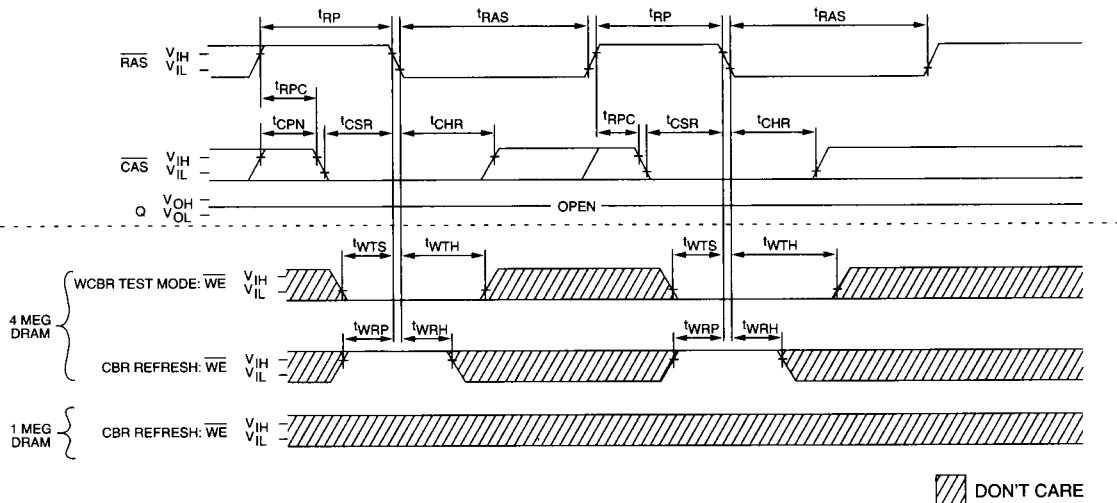 tRP tRAS tRP tRAS
RAS VIH VIL
tRPC
tCPN tCSR tCHR tRPC tCSR tCHR
CAS VIH VIL
Q VOH VOL OPEN
tWTS tWTH tWTS tWTH
4 MEG DRAM
WCBR TEST MODE: WE VIH VIL
tWRP tWRH tWRP tWRH
CBR REFRESH: WE VIH VIL
1 MEG DRAM
CBR REFRESH: WE VIH VIL
DON'T CARE